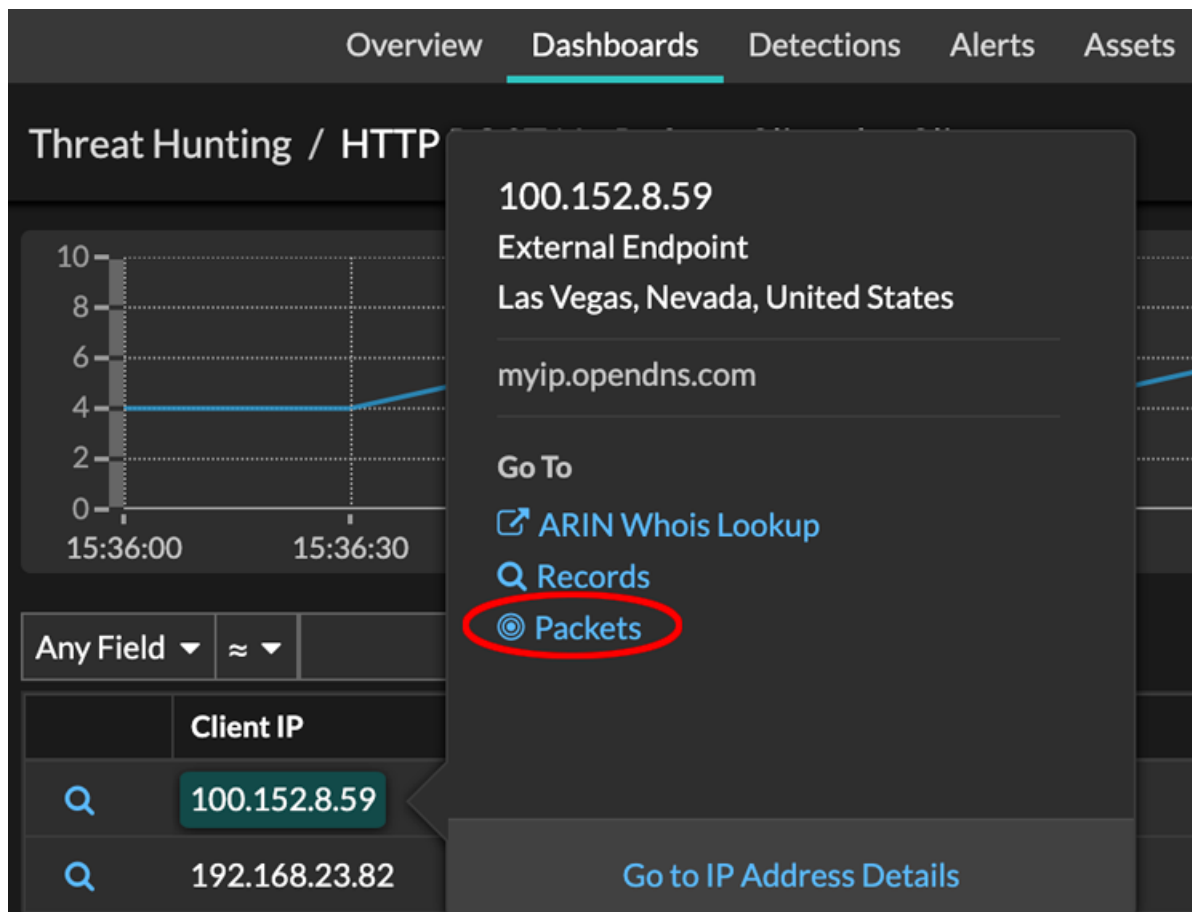 Overview Dashboards Detections Alerts Assets
Threat Hunting / HTTP
100.152.8.59
External Endpoint
Las Vegas, Nevada, United States
myip.opendns.com
Go To
ARIN Whois Lookup
Records
Packets
10
8
6
4
2
0
15:36:00 15:36:30
Any Field ≈
Client IP
100.152.8.59
192.168.23.82
Go to IP Address Details